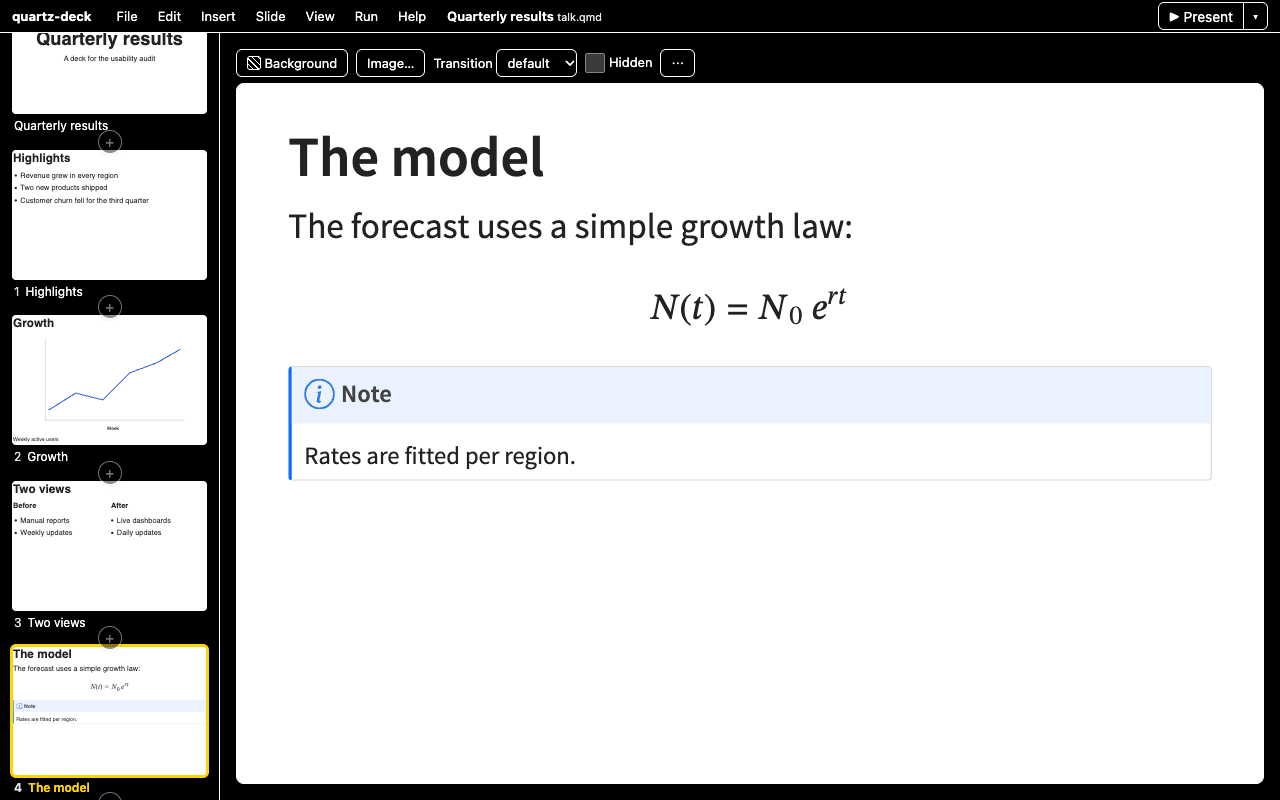 quartz-deck File Edit Insert Slide View Run Help Quarterly results talk.qmd ▶ Present ▾
Quarterly results
A deck for the usability audit
Quarterly results
+
Highlights
• Revenue grew in every region
• Two new products shipped
• Customer churn fell for the third quarter
1 Highlights
+
Growth
Week
Weekly active users
2 Growth
+
Two views
Before After
• Manual reports • Live dashboards
• Weekly updates • Daily updates
3 Two views
+
The model
The forecast uses a simple growth law:
N(t) = N₀ eʳᵗ
Note
Rates are fitted per region.
4 The model
Background Image... Transition default Hidden ...
The model
The forecast uses a simple growth law:
N(t) = N₀ eʳᵗ
i Note
Rates are fitted per region.